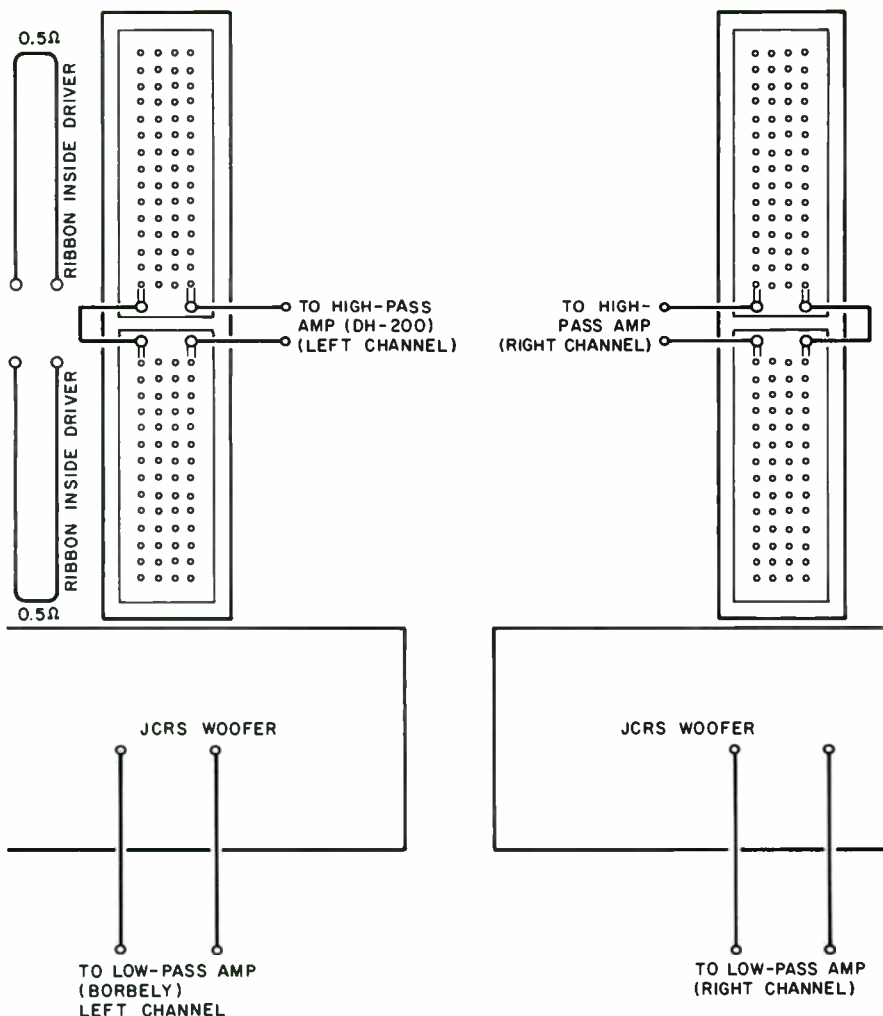 0.5Ω
RIBBON INSIDE DRIVER
TO HIGH-PASS
AMP (DH-200)
(LEFT CHANNEL)
TO HIGH-
PASS AMP
(RIGHT CHANNEL)
RIBBON INSIDE DRIVER
0.5Ω
JCRS WOOFER
JCRS WOOFER
TO LOW-PASS AMP
(BORBELY)
LEFT CHANNEL
TO LOW-PASS AMP
(RIGHT CHANNEL)